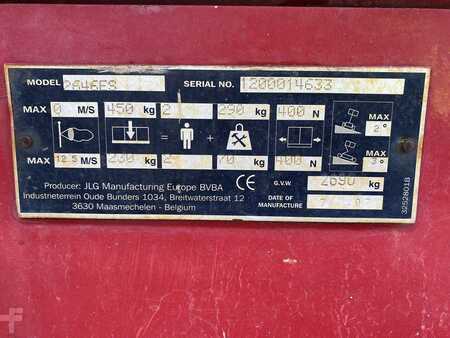 MODEL 2646ES SERIAL NO. 1200014633
MAX 0 M/S 450 kg 2 290 kg 400 N MAX 2°
MAX 12.5 M/S 230 kg 2 70 kg 400 N MAX 3°
Producer: JLG Manufacturing Europe BVBA
Industrieterrein Oude Bunders 1034, Breitwaterstraat 12
3630 Maasmechelen - Belgium
CE
G.V.W. 2690 kg
DATE OF
MANUFACTURE
3252801B